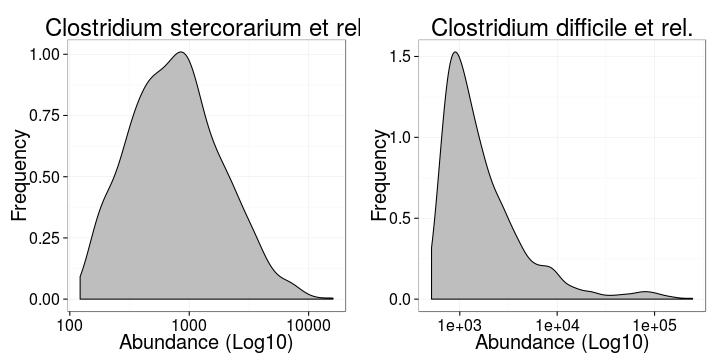 Clostridium stercorarium et rel
Frequency
1.00
0.75
0.50
0.25
0.00
100 1000 10000
Abundance (Log10)
Clostridium difficile et rel.
Frequency
1.5
1.0
0.5
0.0
1e+03 1e+04 1e+05
Abundance (Log10)